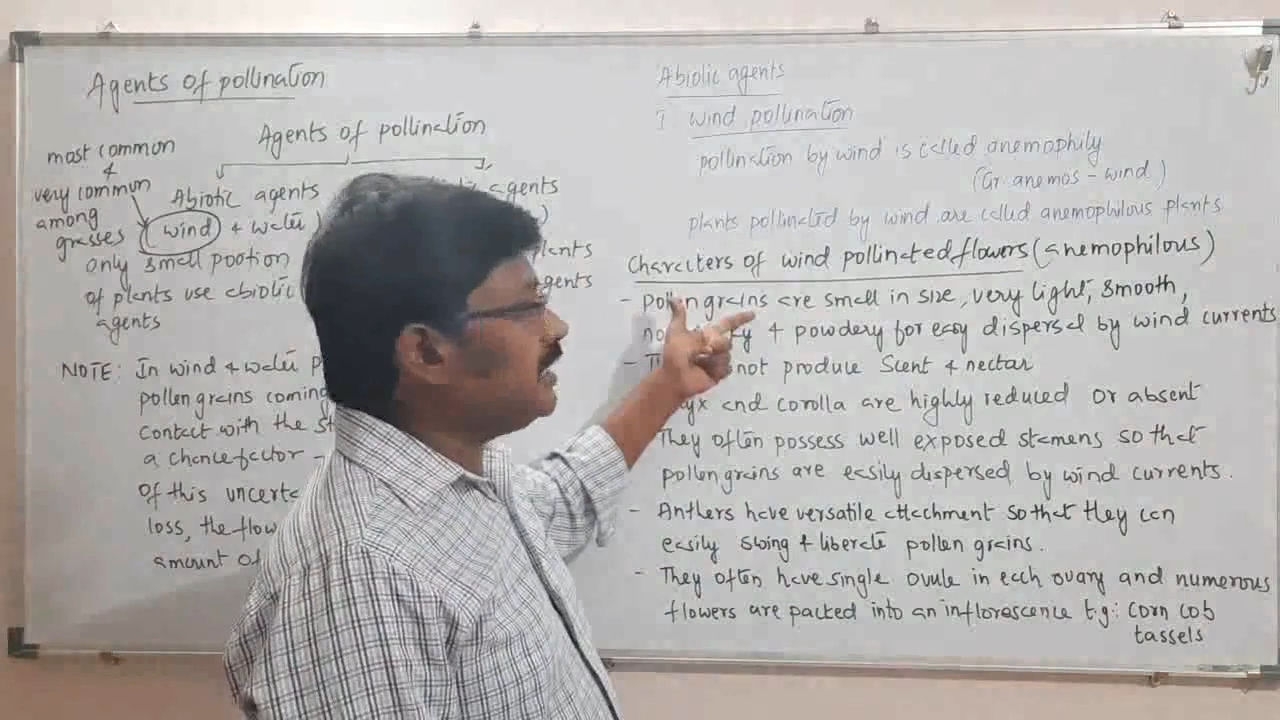 Agents of pollination
Agents of pollination
most common
&
very common
among
grasses
Abiotic agents
wind & water
only small pootion
of plants use abiotic
agents
agents
)
plants
agents
NOTE: In wind & water
pollen grains coming
contact with the
a chance factor -
of this
loss, the
amount of
Abiotic agents
I wind pollination
pollination by wind is called anemophily
(Gr. anemos - wind)
plants pollinated by wind are called anemophilous plants
Characters of wind pollinated flowers (anemophilous)
- pollen grains are small in size, very light, smooth,
& powdery for easy dispersal by wind currents
- not produce Scent & nectar
and corolla are highly reduced or absent
They often possess well exposed stamens so that
pollen grains are easily dispersed by wind currents.
- Anthers have versatile attachment so that they can
easily swing & liberate pollen grains.
- They often have single ovule in each ovary and numerous
flowers are packed into an inflorescence E.g: Corn cob
tassels